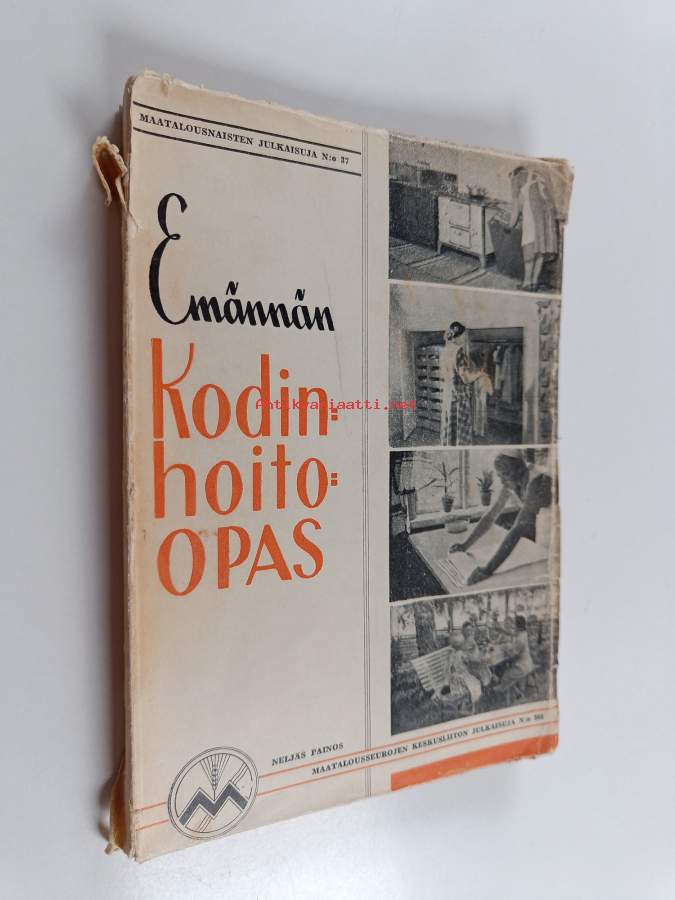 MAATALOUSNAISTEN JULKAISUJA N:o 37
Emännän
Kodin=
hoito=
OPAS
Antikvariaatti.net
NELJÄS PAINOS
MAATALOUSSEUROJEN KESKUSLIITON JULKAISUJA N:o